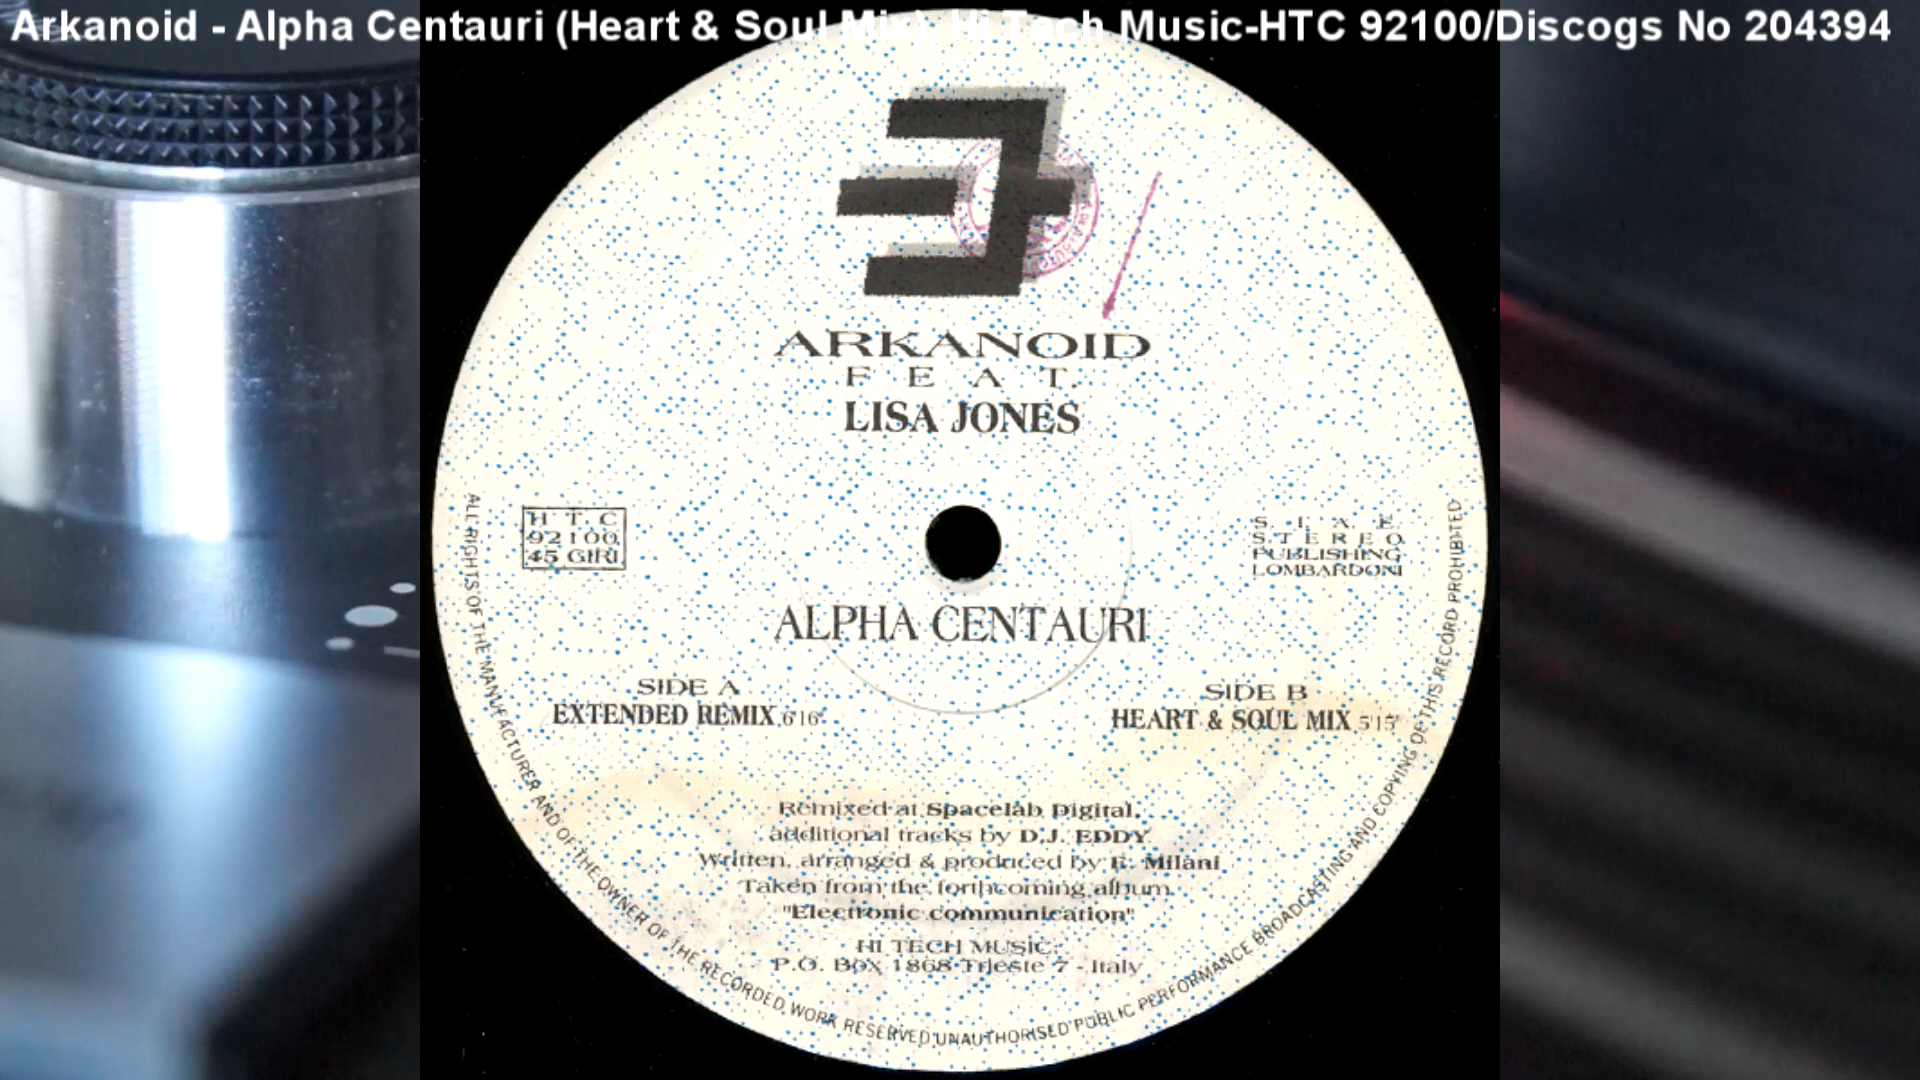 Arkanoid - Alpha Centauri (Heart & Soul Mix), Hi Tech Music-HTC 92100/Discogs No 204394
ARKANOID
FEAT.
LISA JONES
HTC
92100
45 GIRI
S.I.A.E.
STEREO
PUBLISHING
LOMBARDONI
ALPHA CENTAURI
SIDE A
EXTENDED REMIX 6'16"
SIDE B
HEART & SOUL MIX 5'15"
Remixed at Spacelab Digital,
additional tracks by D.J. EDDY
Written, arranged & produced by F. Milani
Taken from the forthcoming album
"Electronic communication"
HI TECH MUSIC:
P.O. Box 1868 Trieste 7 - Italy
ALL RIGHTS OF THE MANUFACTURER AND OF THE OWNER OF THE RECORDED WORK RESERVED UNAUTHORISED PUBLIC PERFORMANCE BROADCASTING AND COPYING OF THIS RECORD PROHIBITED